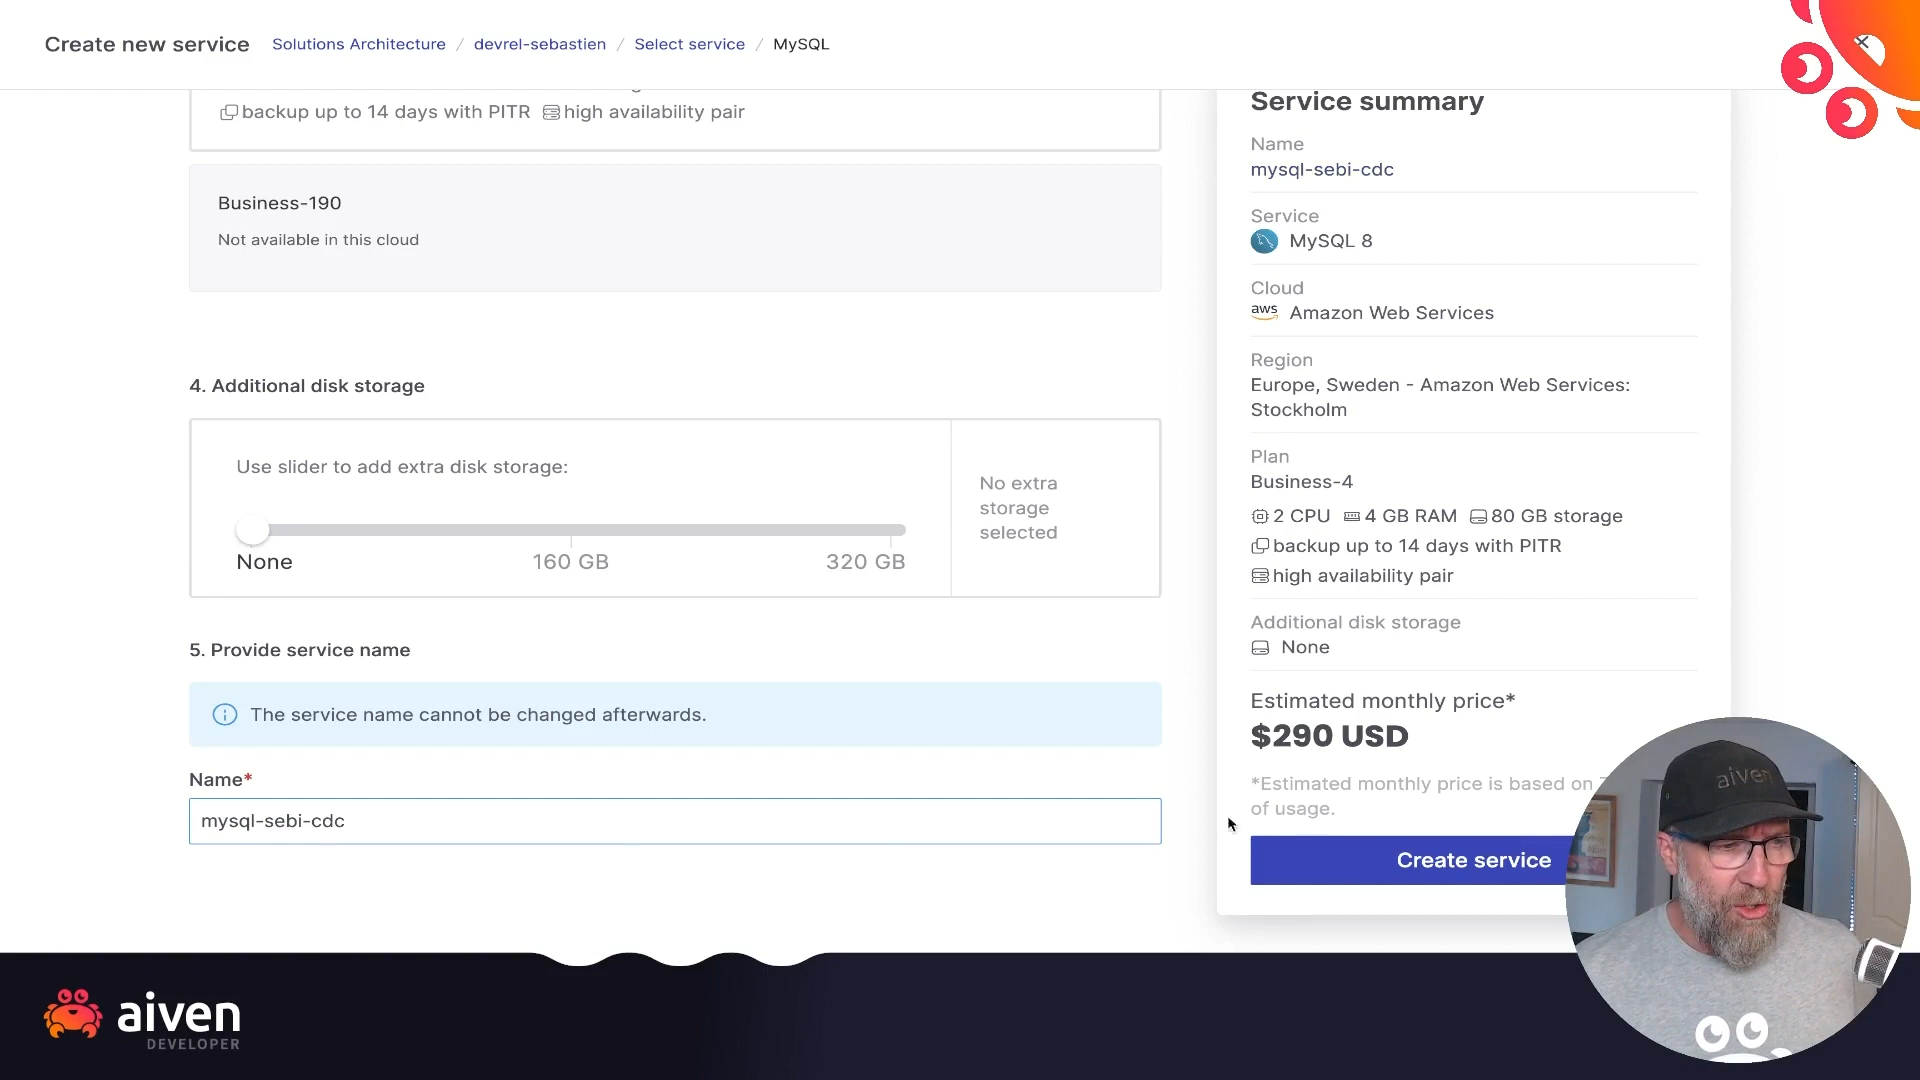 Create new service Solutions Architecture / devrel-sebastien / Select service / MySQL
backup up to 14 days with PITR high availability pair
Business-190
Not available in this cloud
4. Additional disk storage
Use slider to add extra disk storage:
None 160 GB 320 GB
No extra
storage
selected
5. Provide service name
The service name cannot be changed afterwards.
Name*
mysql-sebi-cdc
Service summary
Name
mysql-sebi-cdc
Service
MySQL 8
Cloud
aws Amazon Web Services
Region
Europe, Sweden - Amazon Web Services:
Stockholm
Plan
Business-4
2 CPU 4 GB RAM 80 GB storage
backup up to 14 days with PITR
high availability pair
Additional disk storage
None
Estimated monthly price*
$290 USD
*Estimated monthly price is based on
of usage.
Create service
aiven
aiven
DEVELOPER